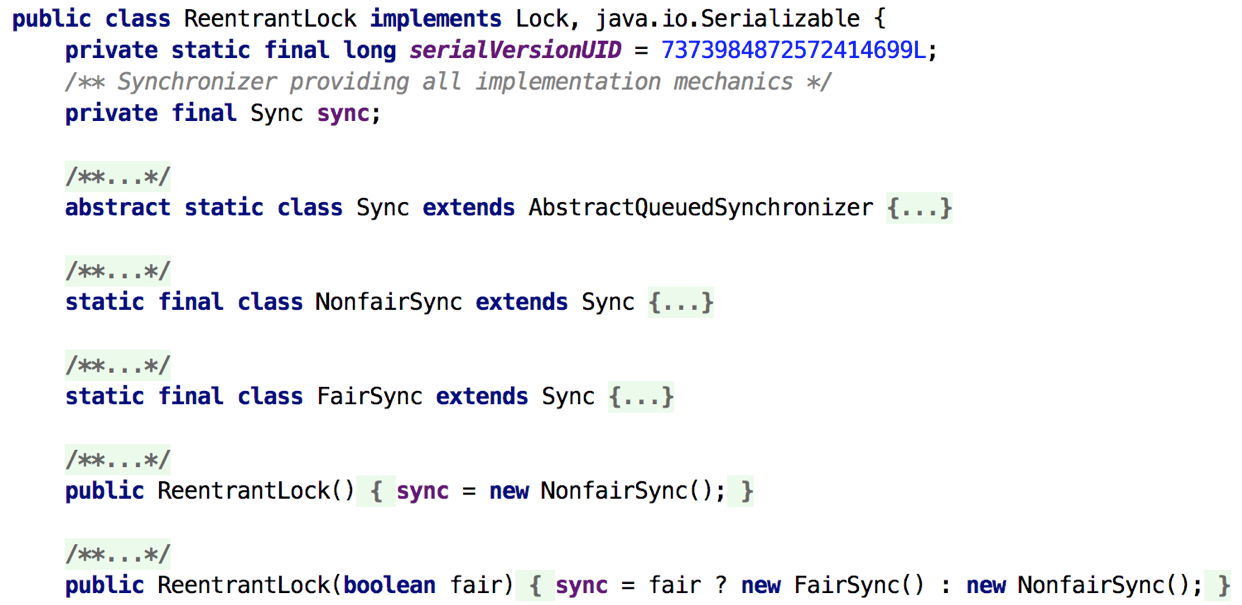 public class ReentrantLock implements Lock, java.io.Serializable {
    private static final long serialVersionUID = 7373984872572414699L;
    /** Synchronizer providing all implementation mechanics */
    private final Sync sync;

    /**...*/
    abstract static class Sync extends AbstractQueuedSynchronizer {...}

    /**...*/
    static final class NonfairSync extends Sync {...}

    /**...*/
    static final class FairSync extends Sync {...}

    /**...*/
    public ReentrantLock() { sync = new NonfairSync(); }

    /**...*/
    public ReentrantLock(boolean fair) { sync = fair ? new FairSync() : new NonfairSync(); }